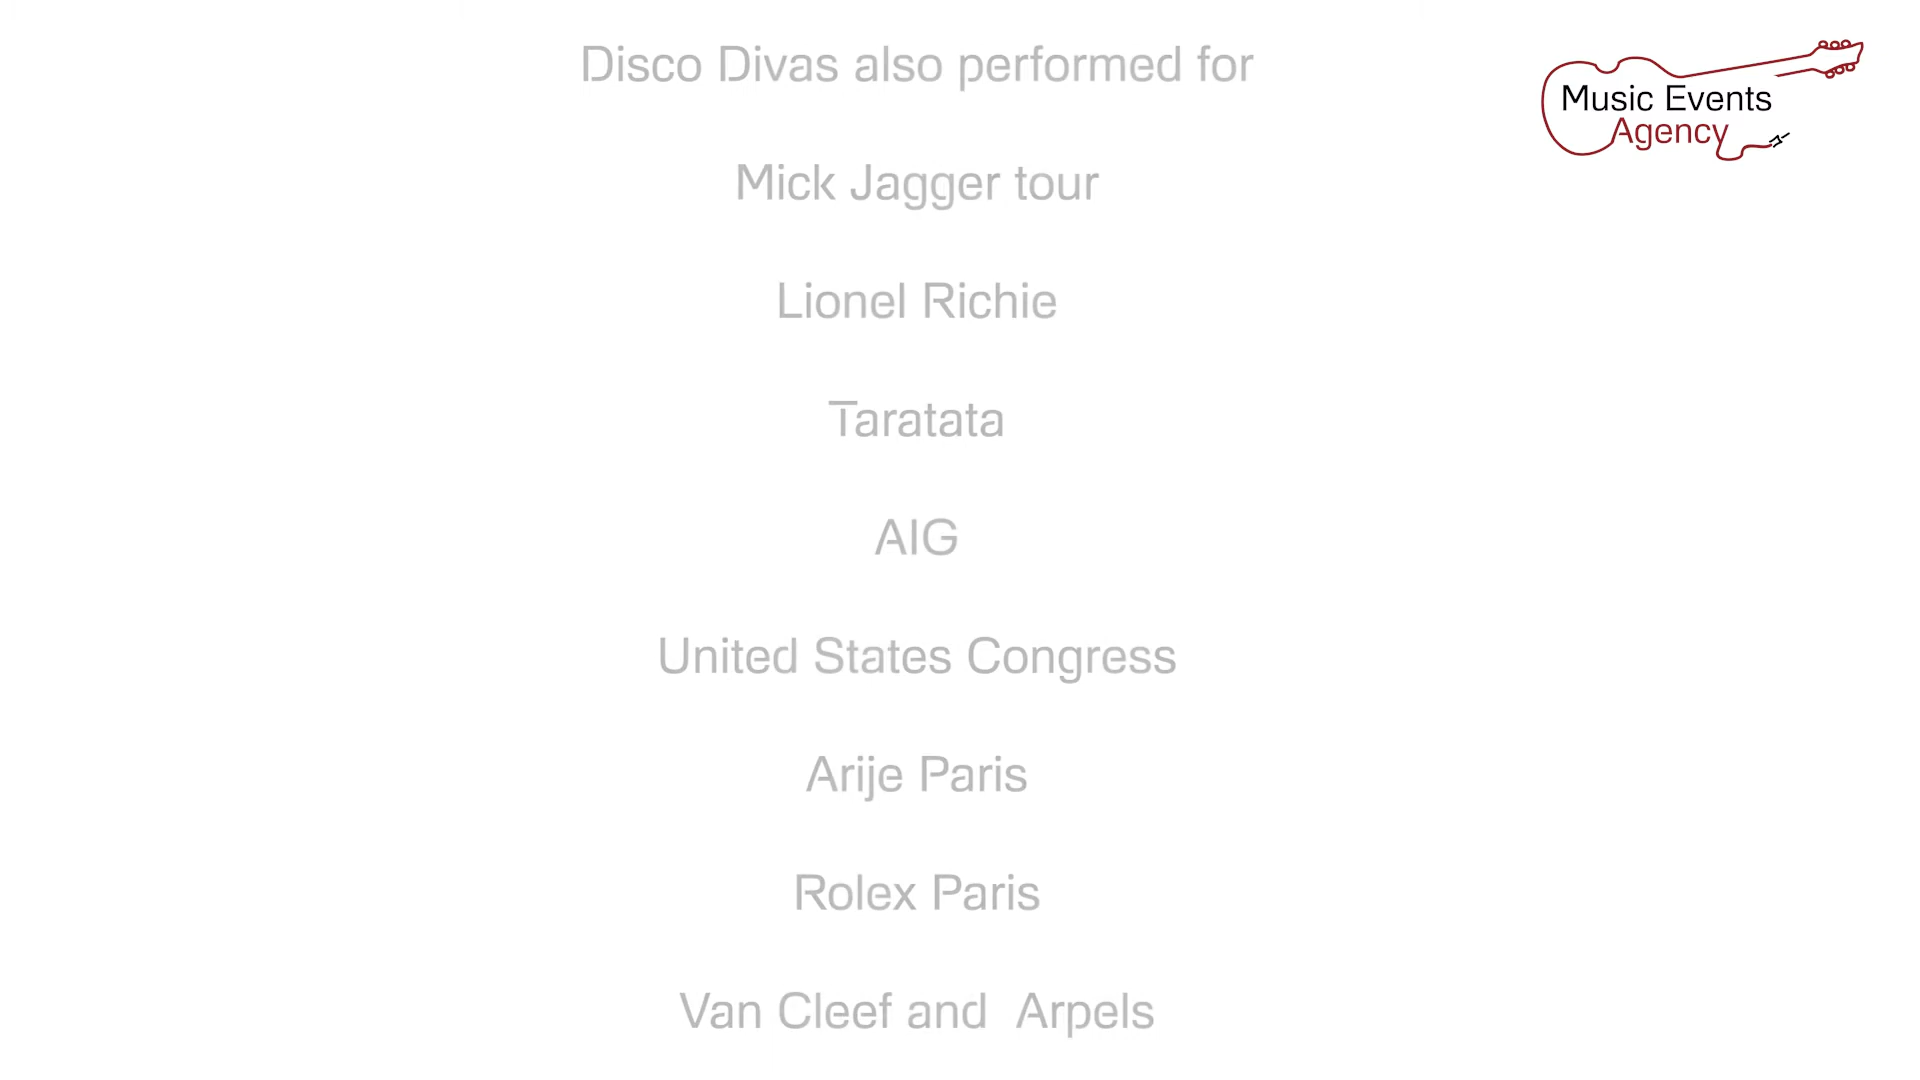 Disco Divas also performed for
Music Events
Agency
Mick Jagger tour
Lionel Richie
Taratata
AIG
United States Congress
Arije Paris
Rolex Paris
Van Cleef and  Arpels